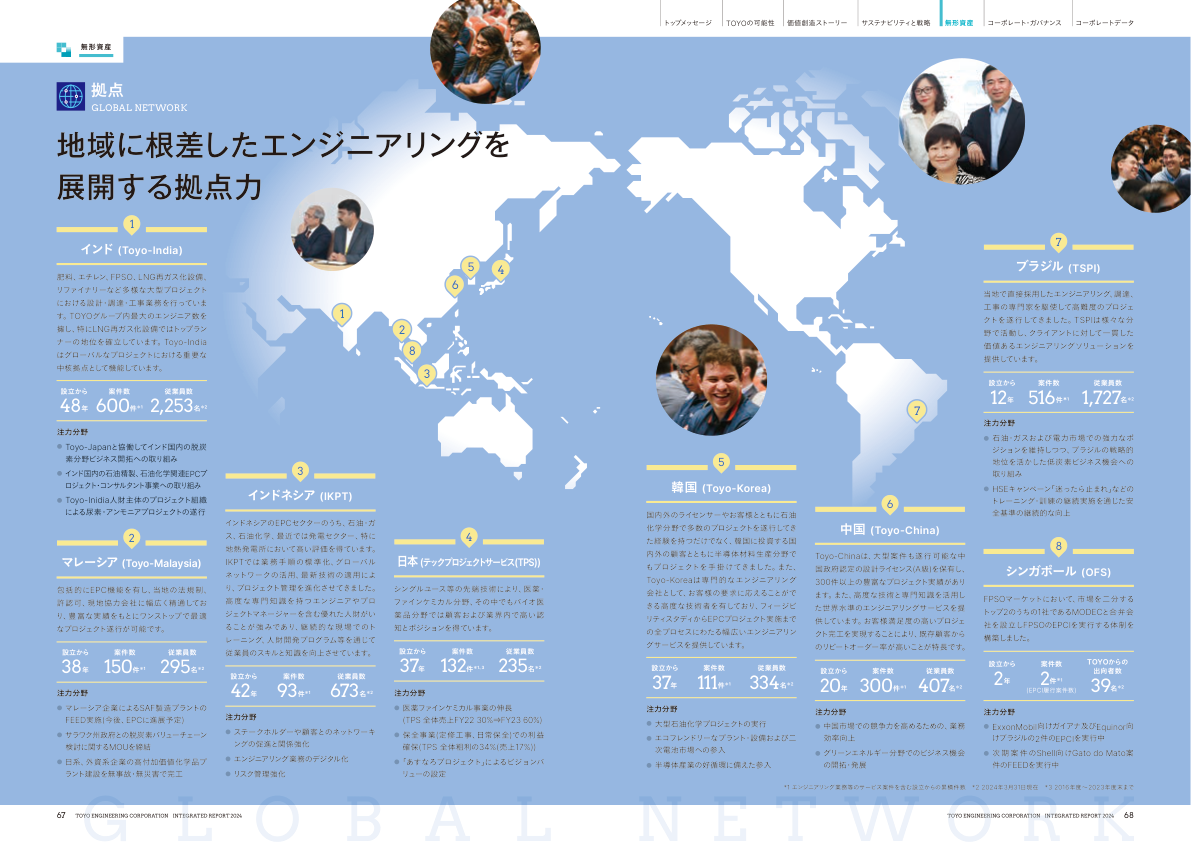 トップメッセージ
TOYOの可能性
価値創造ストーリー
サステナビリティと戦略
無形資産
コーポレート・ガバナンス
コーポレートデータ
無形資産
拠点
GLOBAL NETWORK
地域に根差したエンジニアリングを
展開する拠点力
1
2
3
4
5
6
7
8
1
インド (Toyo-India)
肥料、エチレン、FPSO、LNG再ガス化設備、
リファイナリーなど多様な大型プロジェクト
における設計・調達・工事業務を行っていま
す。TOYOグループ内最大のエンジニア数を
擁し、特にLNG再ガス化設備ではトップラン
ナーの地位を確立しています。Toyo-India
はグローバルなプロジェクトにおける重要な
中核拠点として機能しています。
設立から 案件数 従業員数
48年 600件*1 2,253名*2
注力分野
Toyo-Japanと協働してインド国内の脱炭
素分野ビジネス開拓への取り組み
インド国内の石油精製、石油化学関連EPCプ
ロジェクト・コンサルタント事業への取り組み
Toyo-Inidia人財主体のプロジェクト組織
による尿素・アンモニアプロジェクトの遂行
2
マレーシア (Toyo-Malaysia)
包括的にEPC機能を有し、当地の法規制、
許認可、現地協力会社に幅広く精通してお
り、豊富な実績をもとにワンストップで最適
なプロジェクト遂行が可能です。
設立から 案件数 従業員数
38年 150件*1 295名*2
注力分野
マレーシア企業によるSAF製造プラントの
FEED実施(今後、EPCに進展予定)
サラワク州政府との脱炭素バリューチェーン
検討に関するMOUを締結
日系、外資系企業の高付加価値化学品プ
ラント建設を無事故・無災害で完工
3
インドネシア (IKPT)
インドネシアのEPCセクターのうち、石油・ガ
ス、石油化学、最近では発電セクター、特に
地熱発電所において高い評価を得ています。
IKPTでは業務手順の標準化、グローバル
ネットワークの活用、最新技術の適用によ
り、プロジェクト管理を進化させてきました。
高度な専門知識を持つエンジニアやプロ
ジェクトマネージャーを含む優れた人間がい
ることが強みであり、継続的な現場でのト
レーニング、人財開発プログラム等を通じて
従業員のスキルと知識を向上させています。
設立から 案件数 従業員数
42年 93件*1 673名*2
注力分野
ステークホルダーや顧客とのネットワーキ
ングの促進と関係強化
エンジニアリング業務のデジタル化
リスク管理強化
4
日本 (テックプロジェクトサービス(TPS))
シングルユース等の先端技術により、医薬・
ファインケミカル分野、その中でもバイオ医
薬品分野では顧客および業界内で高い認
知とポジションを得ています。
設立から 案件数 従業員数
37年 132件*1,3 235名*2
注力分野
医薬ファインケミカル事業の伸長
(TPS 全体売上FY22 30%⇒FY23 60%)
保全事業(定修工事、日常保全)での利益
確保(TPS 全体粗利の34%(売上17%))
「あすなろプロジェクト」によるビジョンバ
リューの設定
5
韓国 (Toyo-Korea)
国内外のライセンサーやお客様とともに石油
化学分野で多数のプロジェクトを遂行してき
た経験を持つだけでなく、韓国に投資する国
内外の顧客とともに半導体材料生産分野で
もプロジェクトを手掛けてきました。また、
Toyo-Koreaは専門的なエンジニアリング
会社として、お客様の要求に応えることがで
きる高度な技術者を有しており、フィージビ
リティスタディからEPCプロジェクト実施まで
の全プロセスにわたる幅広いエンジニアリン
グサービスを提供しています。
設立から 案件数 従業員数
37年 111件*1 334名*2
注力分野
大型石油化学プロジェクトの実行
エコフレンドリーなプラント・設備および二
次電池市場への参入
半導体産業の好循環に備えた参入
6
中国 (Toyo-China)
Toyo-Chinaは、大型案件も遂行可能な中
国政府認定の設計ライセンス(A級)を保有し、
300件以上の豊富なプロジェクト実績があり
ます。また、高度な技術と専門知識を活用し
た世界水準のエンジニアリングサービスを提
供しています。お客様満足度の高いプロジェ
クト完工を実現することにより、既存顧客から
のリピートオーダー率が高いことが特長です。
設立から 案件数 従業員数
20年 300件*1 407名*2
注力分野
中国市場での競争力を高めるための、業務
効率向上
グリーンエネルギー分野でのビジネス機会
の開拓・発展
7
ブラジル (TSPI)
当地で直接採用したエンジニアリング、調達、
工事の専門家を駆使して高難度のプロジェ
クトを遂行してきました。TSPIは様々な分
野で活動し、クライアントに対して一貫した
価値あるエンジニアリングソリューションを
提供しています。
設立から 案件数 従業員数
12年 516件*1 1,727名*2
注力分野
石油・ガスおよび電力市場での強力なポ
ジションを維持しつつ、ブラジルの戦略的
地位を活かした低炭素ビジネス機会への
取り組み
HSEキャンペーン「迷ったら止まれ」などの
トレーニング・訓練の継続実施を通じた安
全基準の継続的な向上
8
シンガポール (OFS)
FPSOマーケットにおいて、市場を二分する
トップ2のうちの1社であるMODECと合弁会
社を設立しFPSOのEPCIを実行する体制を
構築しました。
設立から 案件数 TOYOからの
出向者数
2年 2件*1 39名*2
(EPCI履行案件数)
注力分野
ExxonMobil向けガイアナ及びEquinor向
けブラジルの2件のEPCIを実行中
次期案件のShell向けGato do Mato案
件のFEEDを実行中
*1 エンジニアリング業務等のサービス案件を含む設立からの累積件数 *2 2024年3月31日現在 *3 2016年度~2023年度末まで
GLOBAL NETWORK
67 TOYO ENGINEERING CORPORATION INTEGRATED REPORT 2024
TOYO ENGINEERING CORPORATION INTEGRATED REPORT 2024 68